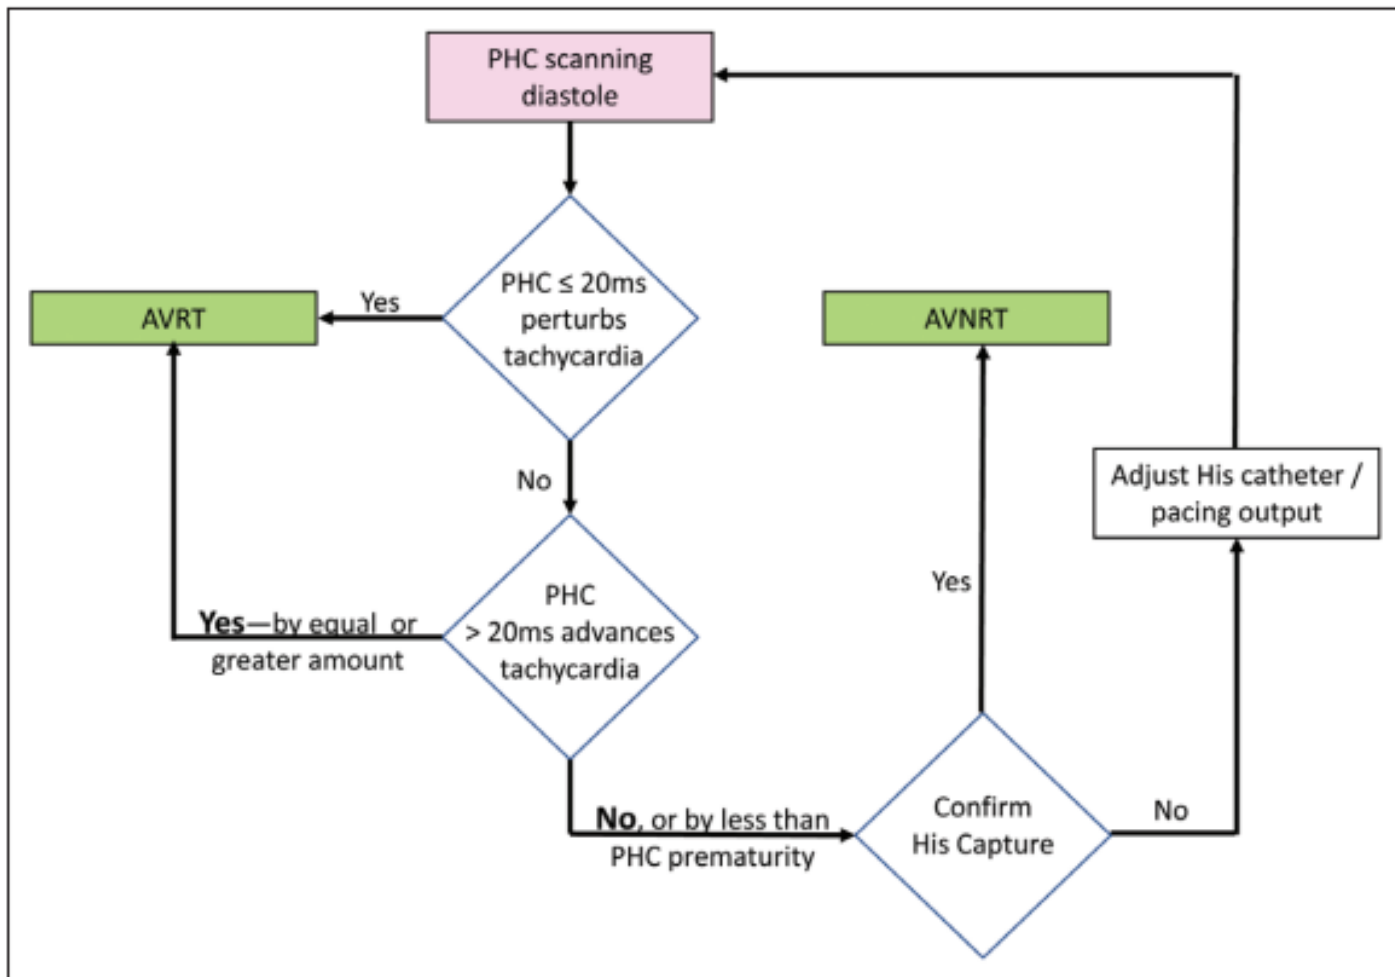 PHC scanning
diastole
PHC ≤ 20ms
perturbs
tachycardia
Yes
AVRT
AVNRT
No
Adjust His catheter /
pacing output
PHC
> 20ms advances
tachycardia
Yes—by equal or
greater amount
Yes
No, or by less than
PHC prematurity
Confirm
His Capture
No